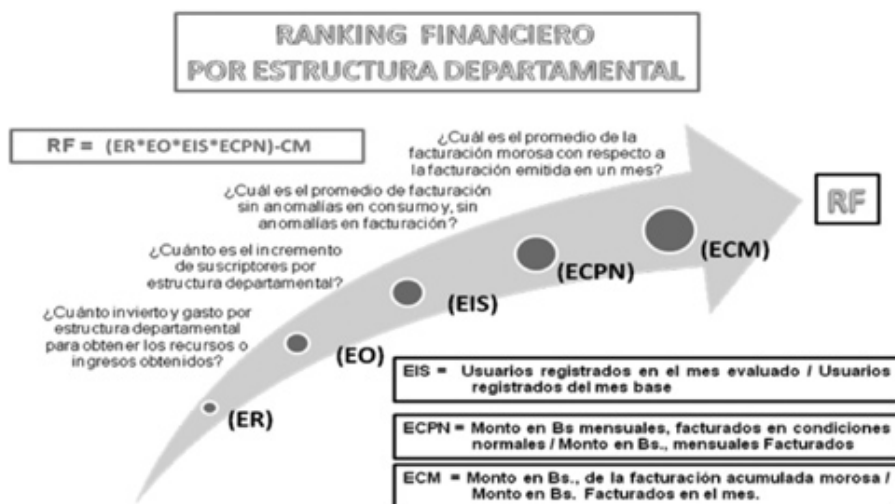 RANKING FINANCIERO
POR ESTRUCTURA DEPARTAMENTAL
RF = (ER*EO*EIS*ECPN)-CM
¿Cuál es el promedio de la
facturación morosa con respecto a
la facturación emitida en un mes?
¿Cuál es el promedio de facturación
sin anomalías en consumo y, sin
anomalías en facturación?
¿Cuánto es el incremento
de suscriptores por
estructura departamental?
¿Cuánto invierto y gasto por
estructura departamental
para obtener los recursos o
ingresos obtenidos?
RF
(ECM)
(ECPN)
(EIS)
(EO)
(ER)
EIS = Usuarios registrados en el mes evaluado / Usuarios
registrados del mes base
ECPN = Monto en Bs mensuales, facturados en condiciones
normales / Monto en Bs., mensuales Facturados
ECM = Monto en Bs., de la facturación acumulada morosa /
Monto en Bs. Facturados en el mes.